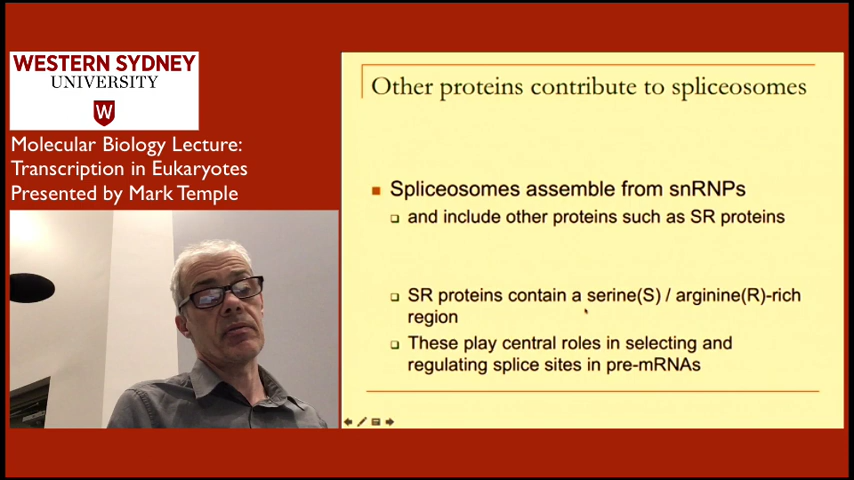 WESTERN SYDNEY
UNIVERSITY
W
Molecular Biology Lecture:
Transcription in Eukaryotes
Presented by Mark Temple
Other proteins contribute to spliceosomes
Spliceosomes assemble from snRNPs
and include other proteins such as SR proteins
SR proteins contain a serine(S) / arginine(R)-rich
region
These play central roles in selecting and
regulating splice sites in pre-mRNAs